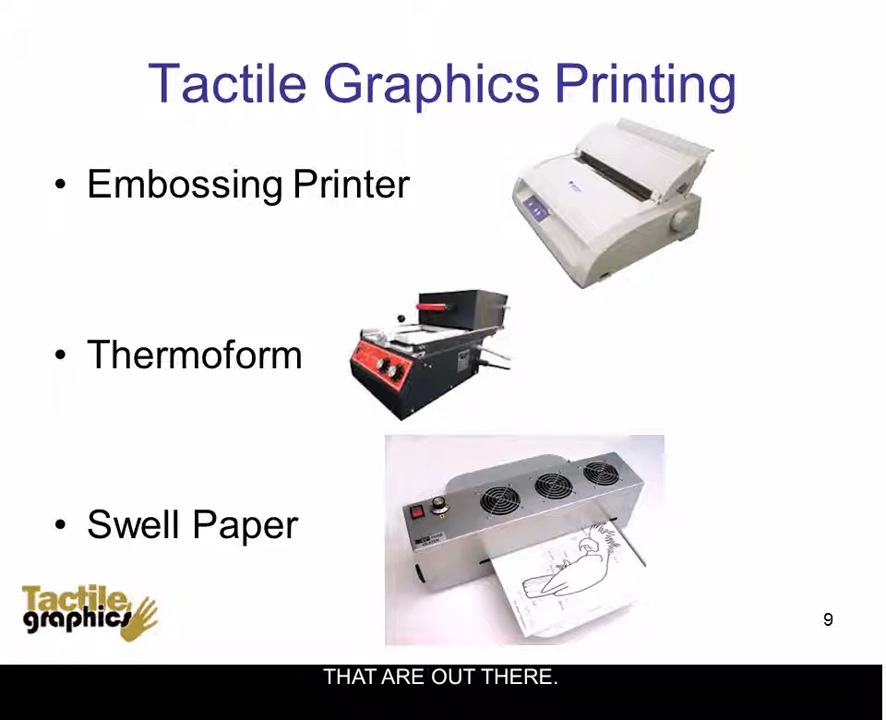 Tactile Graphics Printing
• Embossing Printer
• Thermoform
• Swell Paper
Tactile
graphics
9
THAT ARE OUT THERE.